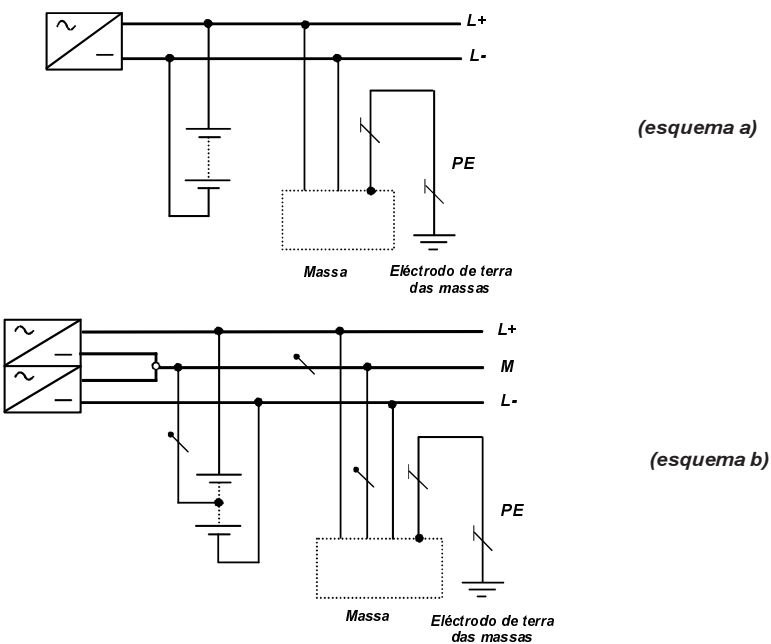 L+
L-
(esquema a)
PE
Massa
Eléctrodo de terra
das massas
L+
M
L-
(esquema b)
PE
Massa
Eléctrodo de terra
das massas